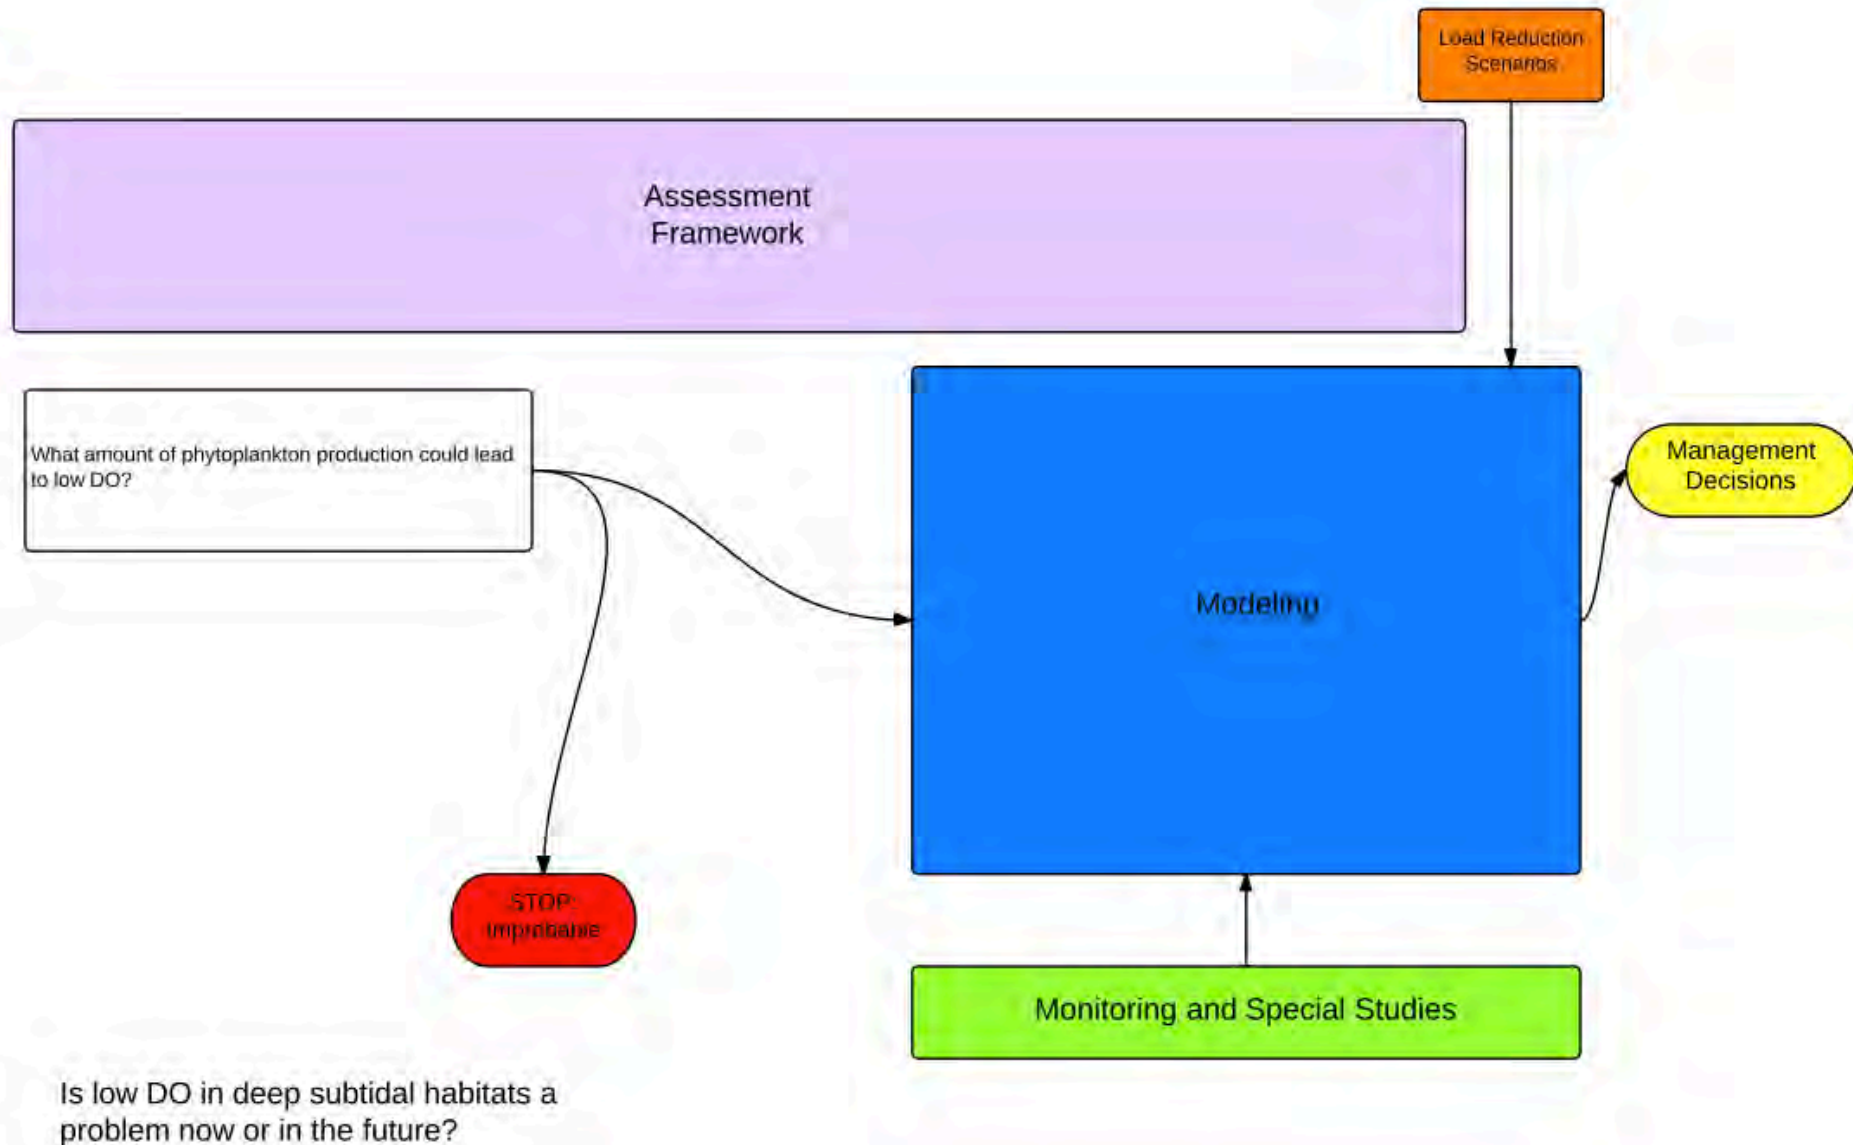 Load Reduction
Scenarios
Assessment
Framework
What amount of phytoplankton production could lead
to low DO?
Management
Decisions
Modeling
STOP:
Improbable
Monitoring and Special Studies
Is low DO in deep subtidal habitats a
problem now or in the future?